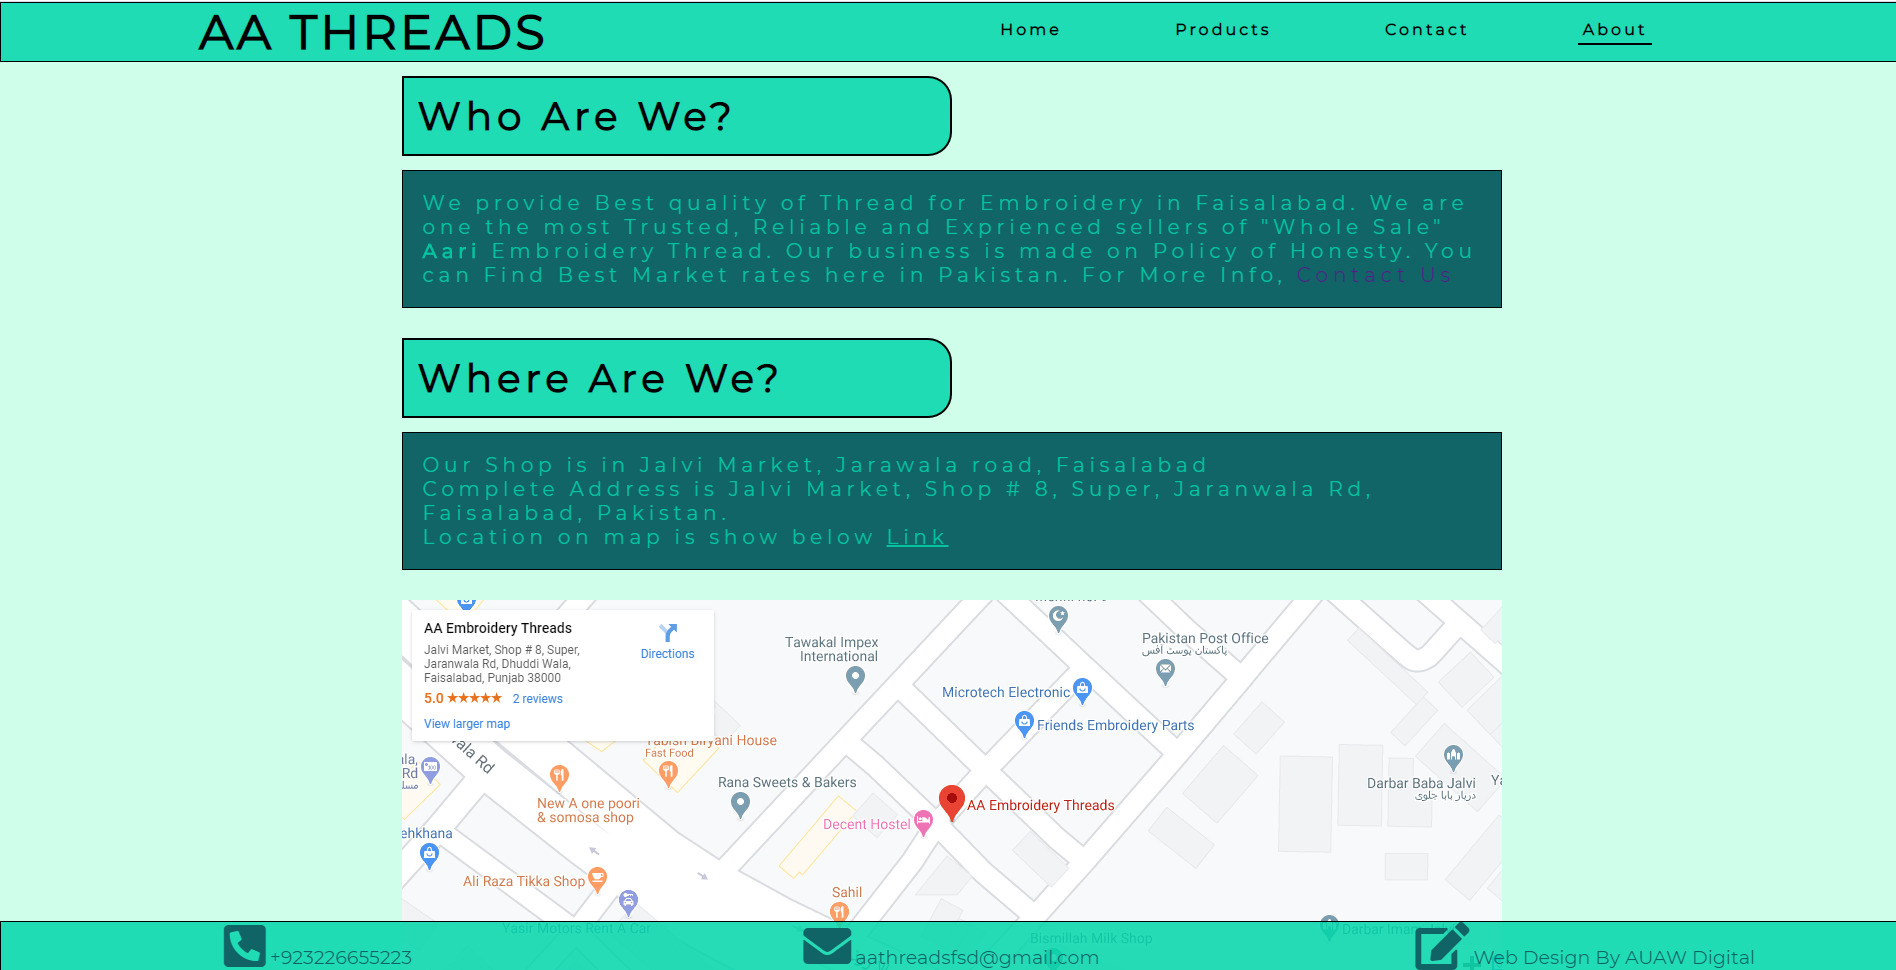 AA THREADS
Home
Products
Contact
About
Who Are We?
We provide Best quality of Thread for Embroidery in Faisalabad. We are
one the most Trusted, Reliable and Exprienced sellers of "Whole Sale"
Aari Embroidery Thread. Our business is made on Policy of Honesty. You
can Find Best Market rates here in Pakistan. For More Info, Contact Us
Where Are We?
Our Shop is in Jalvi Market, Jarawala road, Faisalabad
Complete Address is Jalvi Market, Shop # 8, Super, Jaranwala Rd,
Faisalabad, Pakistan.
Location on map is show below Link
AA Embroidery Threads
Jalvi Market, Shop # 8, Super,
Jaranwala Rd, Dhuddi Wala,
Faisalabad, Punjab 38000
5.0 ★★★★★ 2 reviews
View larger map
Directions
Tawakal Impex
International
Pakistan Post Office
پاکستان پوسٹ آفس
Microtech Electronic
Friends Embroidery Parts
Tabish Biryani House
Fast Food
Rana Sweets & Bakers
New A one poori
& somosa shop
AA Embroidery Threads
Decent Hostel
Darbar Baba Jalvi
دربار بابا جلوی
Rd
Ali Raza Tikka Shop
Sahil
Yasir Motors Rent A Car
Bismillah Milk Shop
Darbar Imam
+923226655223
aathreadsfsd@gmail.com
Web Design By AUAW Digital